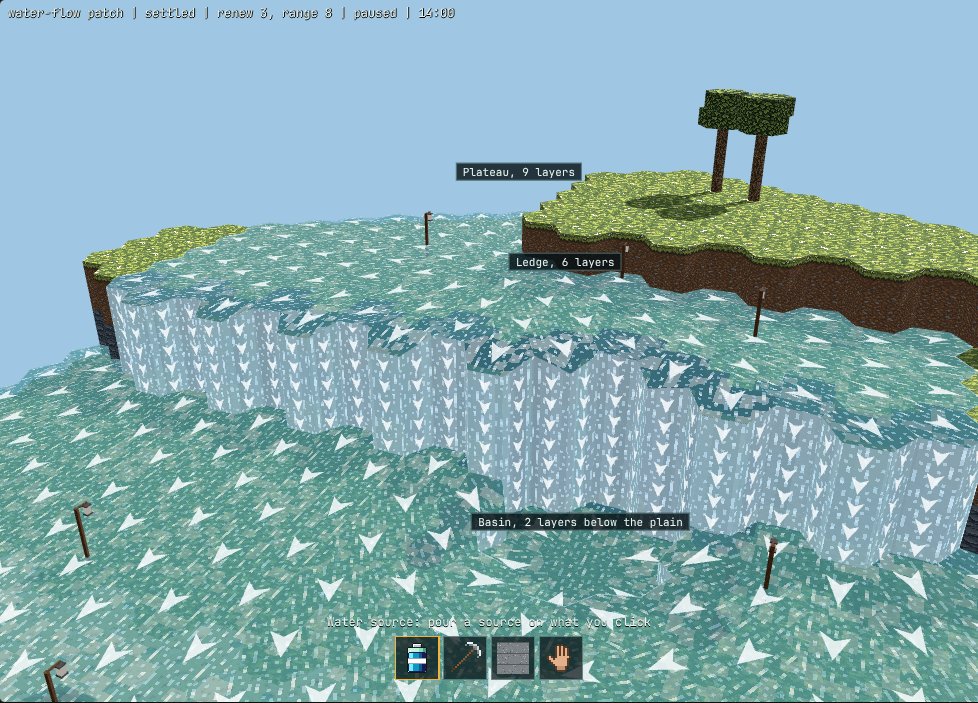 water-flow patch | settled | renew 3, range 8 | paused | 14:00
Plateau, 9 layers
Ledge, 6 layers
Basin, 2 layers below the plain
Water source: pour a source on what you click